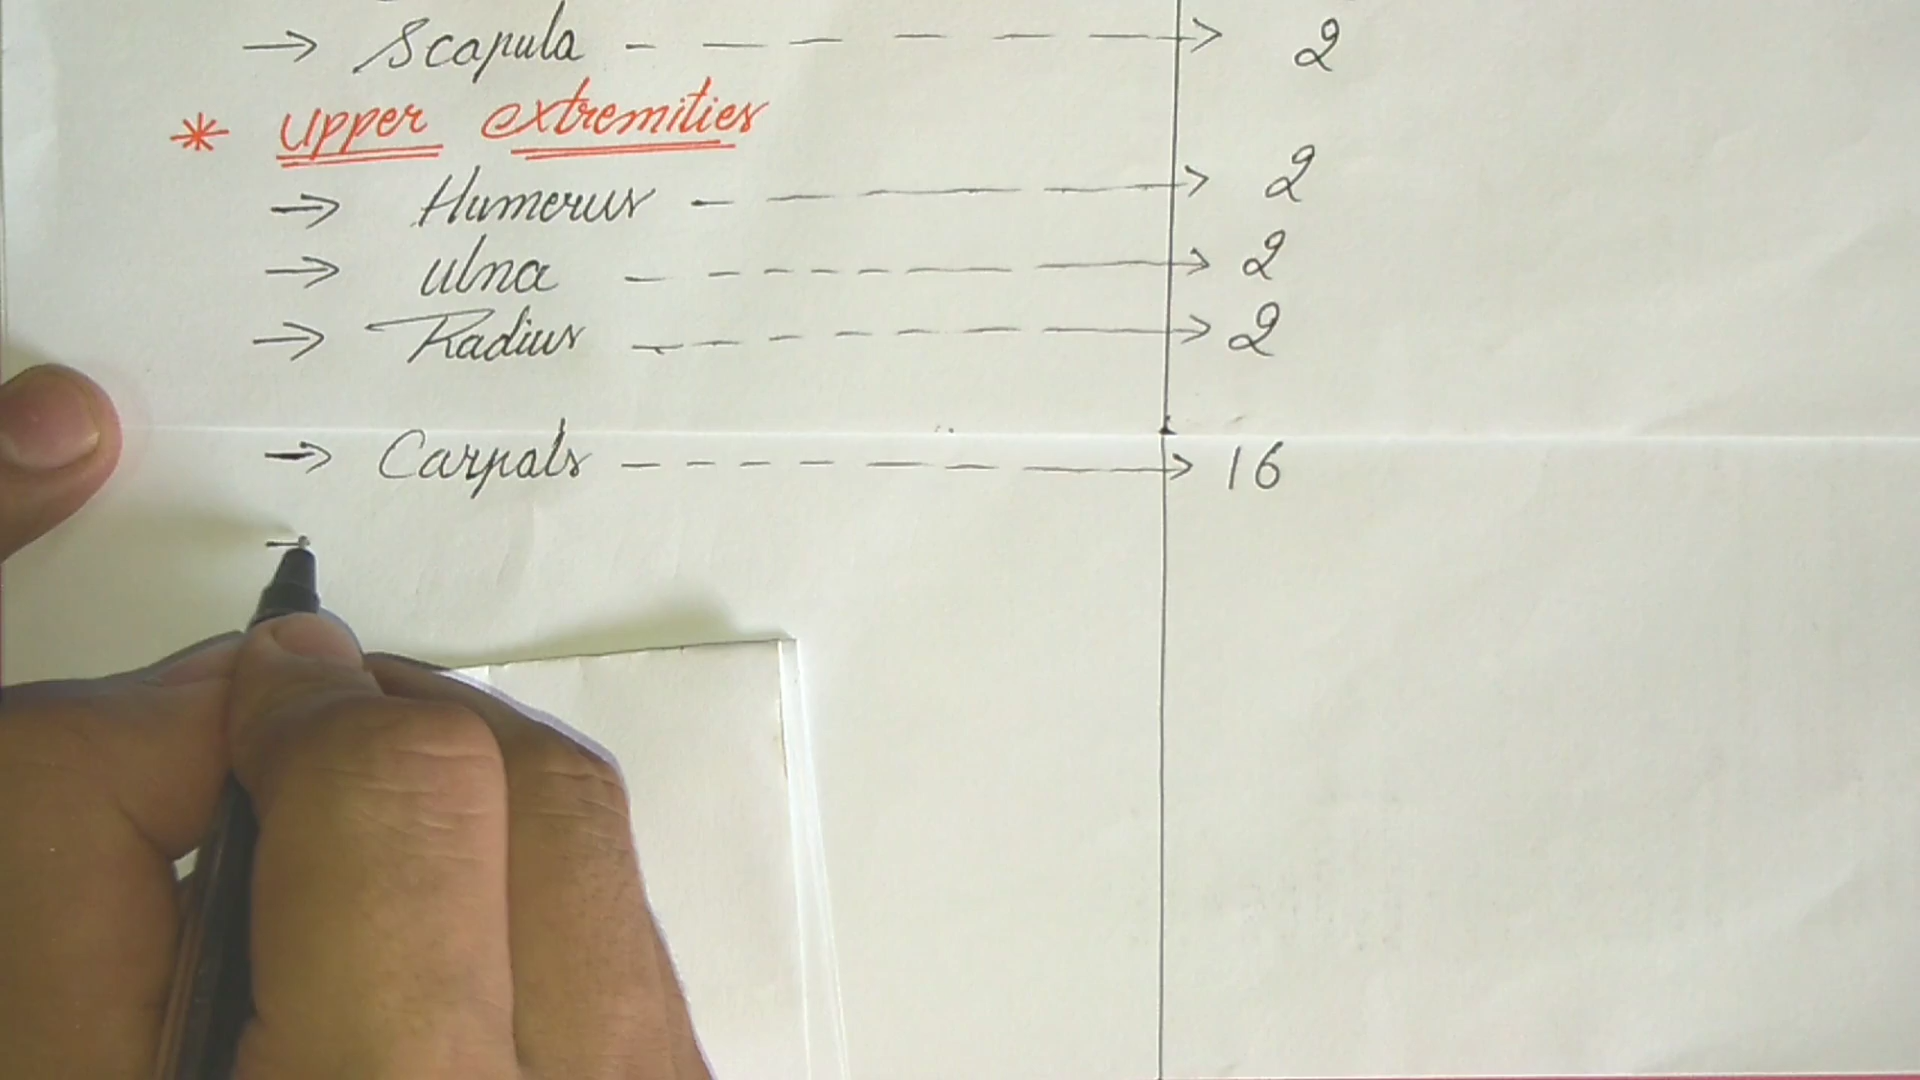 → Scapula - - - - - → 2
* Upper extremities
→ Humerus - - - → 2
→ Ulna - - - - - - → 2
→ Radius - - - - - → 2
→ Carpals - - - - - - → 16